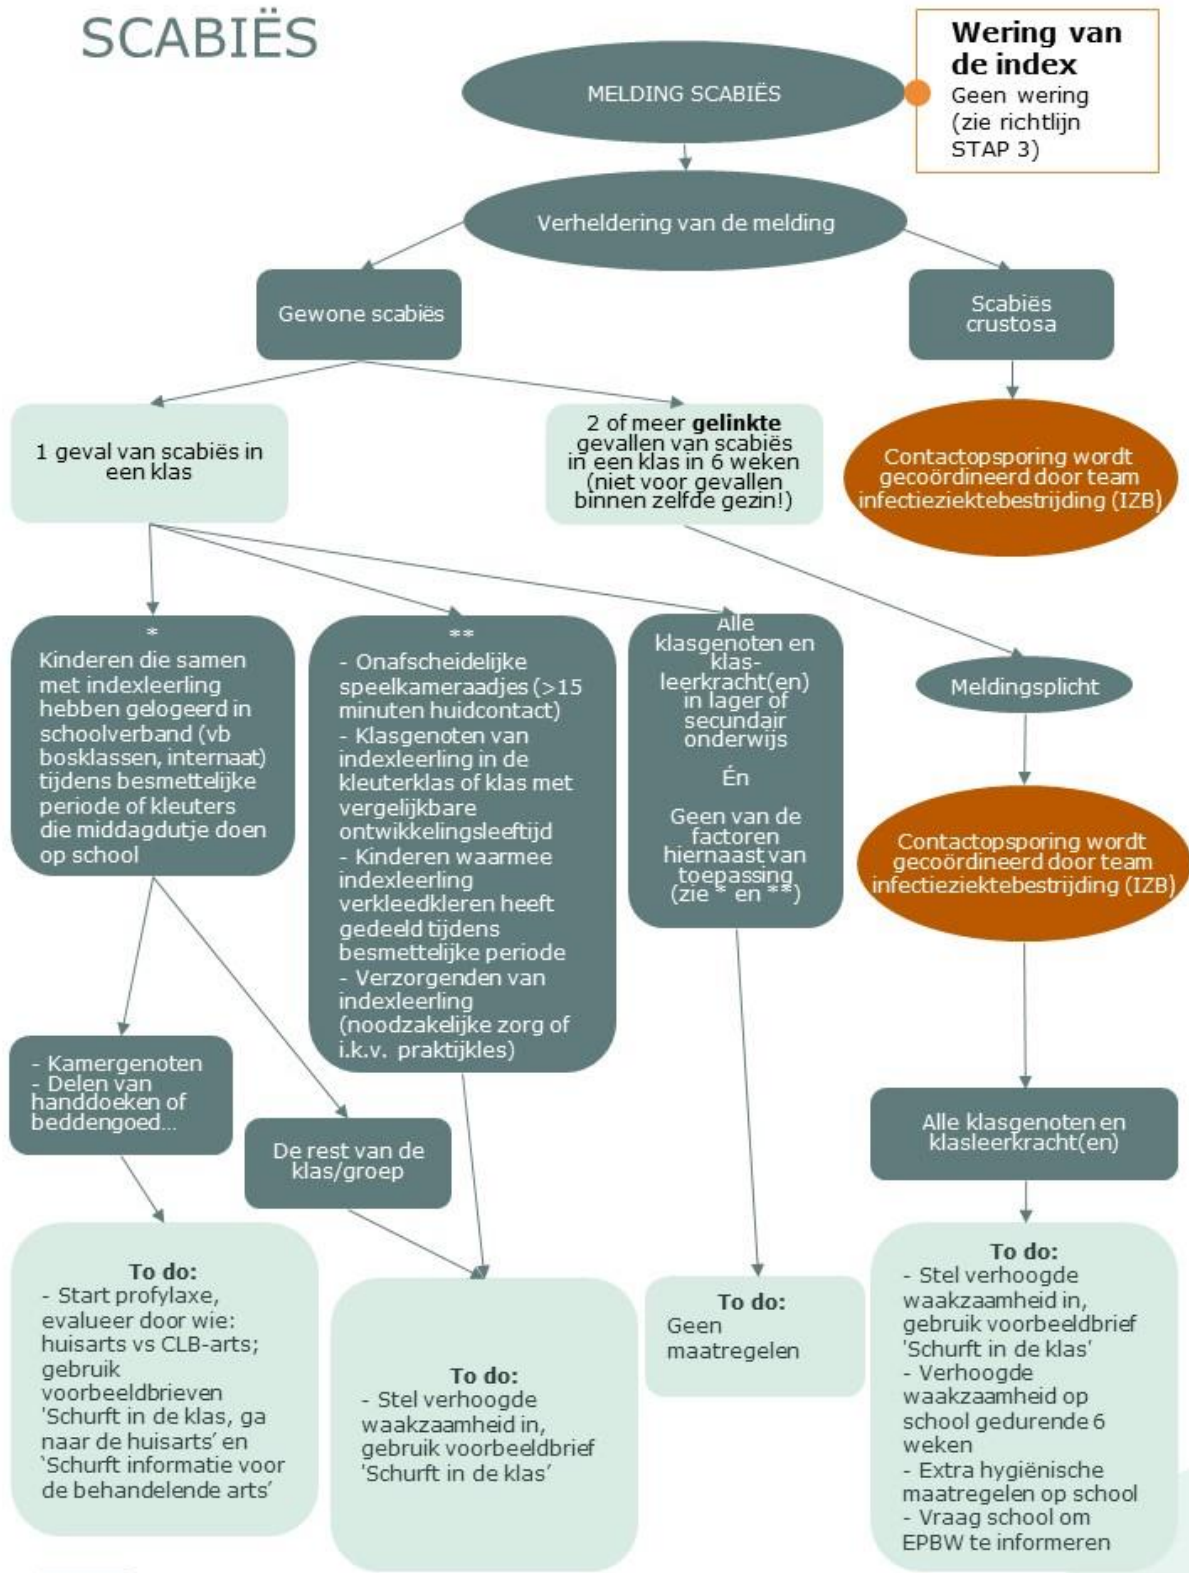 SCABIËS
Wering van
de index
Geen wering
(zie richtlijn
STAP 3)
MELDING SCABIËS
Verheldering van de melding
Gewone scabiës
Scabiës
crustosa
1 geval van scabiës in
een klas
2 of meer gelinkte
gevallen van scabiës
in een klas in 6 weken
(niet voor gevallen
binnen zelfde gezin!)
Contactopsporing wordt
gecoördineerd door team
infectieziektebestrijding (IZB)
*
Kinderen die samen
met indexleerling
hebben gelogeerd in
schoolverband (vb
bosklassen, internaat)
tijdens besmettelijke
periode of kleuters
die middagdutje doen
op school
**
- Onafscheidelijke
speelkameraadjes (>15
minuten huidcontact)
- Klasgenoten van
indexleerling in de
kleuterklas of klas met
vergelijkbare
ontwikkelingsleeftijd
- Kinderen waarmee
indexleerling
verkleedkleren heeft
gedeeld tijdens
besmettelijke periode
- Verzorgenden van
indexleerling
(noodzakelijke zorg of
i.k.v. praktijkles)
Alle
klasgenoten en
klas-
leerkracht(en)
in lager of
secundair
onderwijs
Én
Geen van de
factoren
hiernaast van
toepassing
(zie * en **)
Meldingsplicht
Contactopsporing wordt
gecoördineerd door team
infectieziektebestrijding (IZB)
- Kamergenoten
- Delen van
handdoeken of
beddengoed...
De rest van de
klas/groep
Alle klasgenoten en
klasleerkracht(en)
To do:
- Start profylaxe,
evalueer door wie:
huisarts vs CLB-arts;
gebruik
voorbeeldbrieven
'Schurft in de klas, ga
naar de huisarts' en
'Schurft informatie voor
de behandelende arts'
To do:
- Stel verhoogde
waakzaamheid in,
gebruik voorbeeldbrief
'Schurft in de klas'
To do:
Geen
maatregelen
To do:
- Stel verhoogde
waakzaamheid in,
gebruik voorbeeldbrief
'Schurft in de klas'
- Verhoogde
waakzaamheid op
school gedurende 6
weken
- Extra hygiënische
maatregelen op school
- Vraag school om
EPBW te informeren